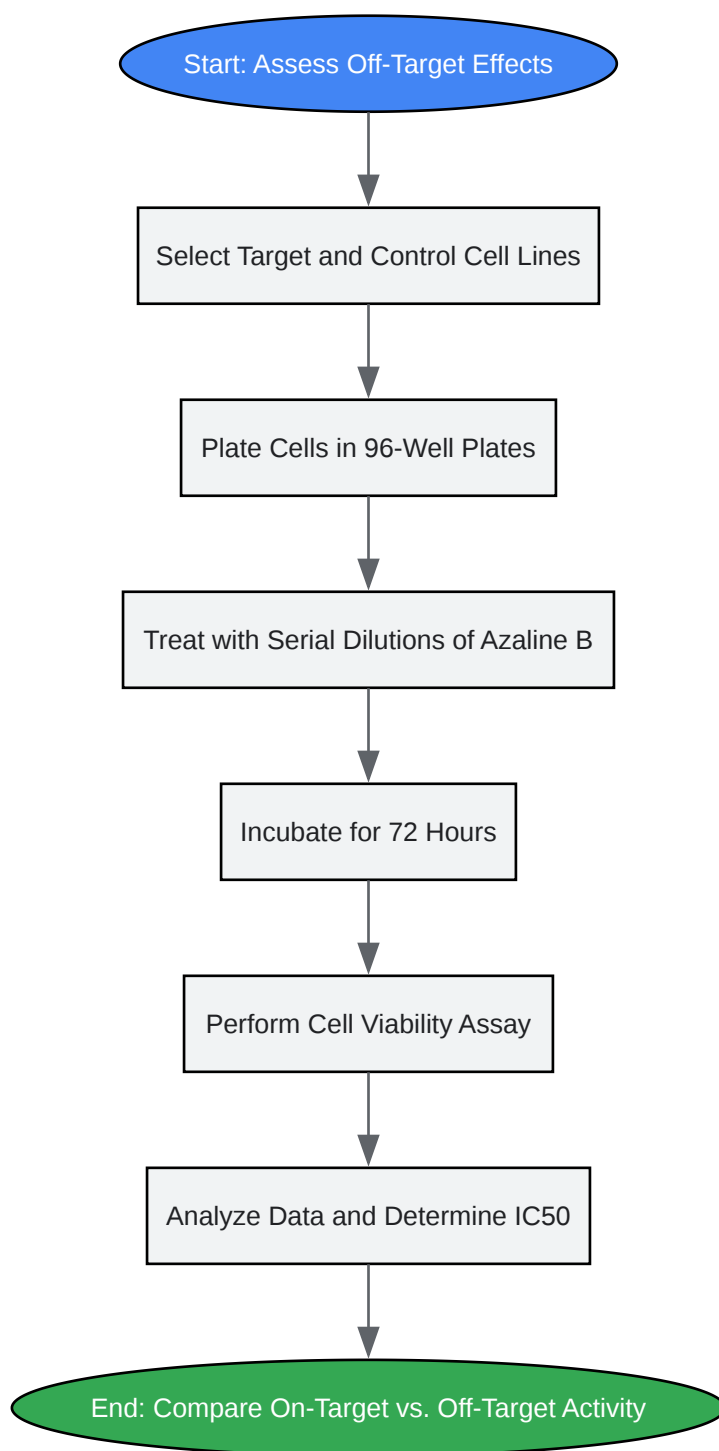 Start: Assess Off-Target Effects
Select Target and Control Cell Lines
Plate Cells in 96-Well Plates
Treat with Serial Dilutions of Azaline B
Incubate for 72 Hours
Perform Cell Viability Assay
Analyze Data and Determine IC50
End: Compare On-Target vs. Off-Target Activity